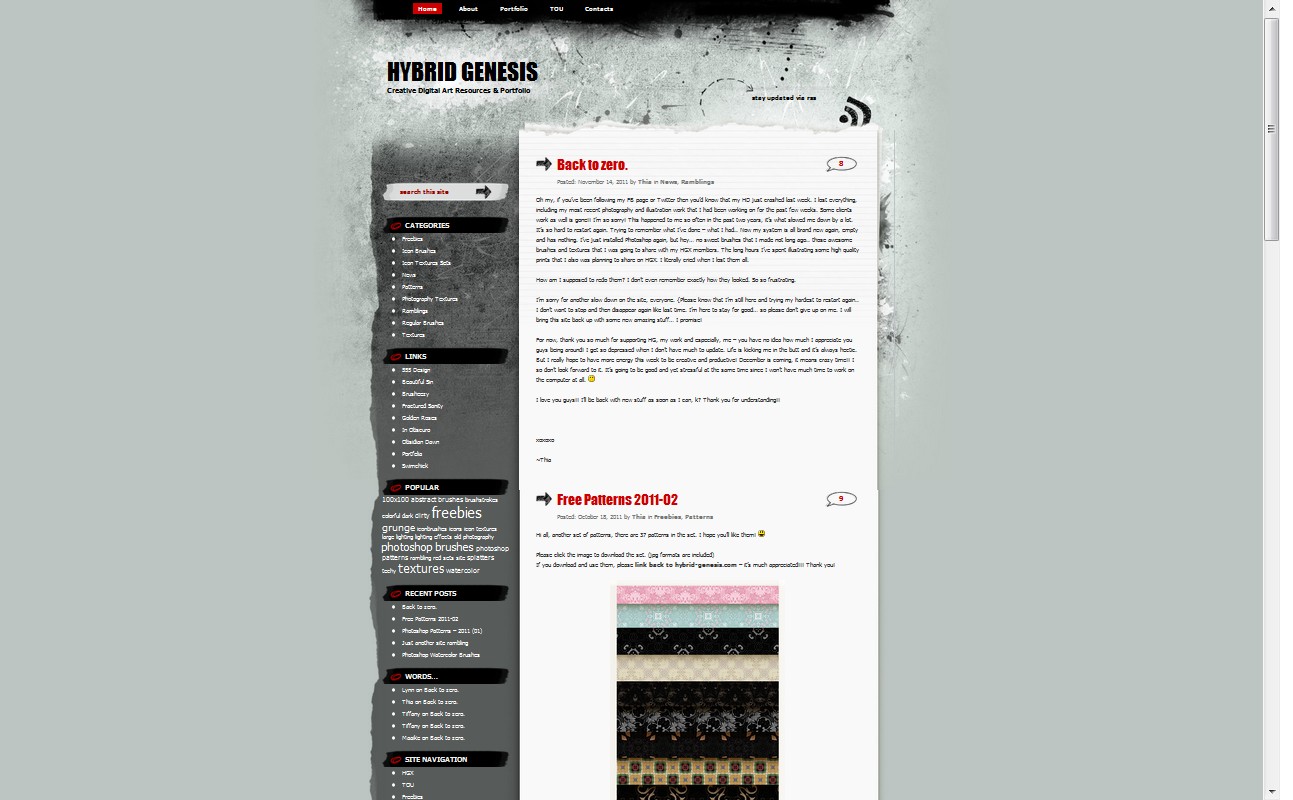 Home About Portfolio TOU Contacts
HYBRID GENESIS
Creative Digital Art Resources & Portfolio
stay updated via rss
search this site
CATEGORIES
Freebies
Icon Brushes
Icon Textures Sets
News
Patterns
Photography Textures
Ramblings
Regular Brushes
Textures
LINKS
555 Design
Beautiful Sin
Brusheezy
Fractured Sanity
Golden Roses
In Obscuro
Obsidian Dawn
Portfolio
Swimchick
POPULAR
100x100 abstract brushes brushstrokes
colorful dark dirty freebies
grunge iconbrushes icons icon textures
large lighting lighting effects old photography
photoshop brushes photoshop
patterns rambling red sets site splatters
techy textures watercolor
RECENT POSTS
Back to zero.
Free Patterns 2011-02
Photoshop Patterns – 2011 (01)
Just another site rambling
Photoshop Watercolor Brushes
WORDS...
Lynn on Back to zero.
Thia on Back to zero.
Tiffany on Back to zero.
Tiffany on Back to zero.
Maaike on Back to zero.
SITE NAVIGATION
HGX
TOU
Freebies
Back to zero.
8
Posted: November 14, 2011 by Thia in News, Ramblings
Oh my, if you've been following my FB page or Twitter then you'd know that my HD just crashed last week. I lost everything,
including my most recent photography and illustration work that I had been working on for the past few weeks. Some clients
work as well is gone!! I'm so sorry! This happened to me so often in the past two years, it's what slowed me down by a lot.
It's so hard to restart again. Trying to remember what I've done – what I had.. Now my system is all brand new again, empty
and has nothing. I've just installed Photoshop again, but hey... no sweet brushes that I made not long ago.. those awesome
brushes and textures that I was going to share with my HGX members. The long hours I've spent illustrating some high quality
prints that I also was planning to share on HGX. I literally cried when I lost them all.
How am I supposed to redo them? I don't even remember exactly how they looked. So so frustrating.
I'm sorry for another slow down on the site, everyone. :(Please know that I'm still here and trying my hardest to restart again..
I don't want to stop and then disappear again like last time. I'm here to stay for good... so please don't give up on me. I will
bring this site back up with some new amazing stuff... I promise!
For now, thank you so much for supporting HG, my work and especially, me – you have no idea how much I appreciate you
guys being around! I get so depressed when I don't have much to update. Life is kicking me in the butt and it's always hectic.
But I really hope to have more energy this week to be creative and productive! December is coming, it means crazy time!! I
so don't look forward to it. It's going to be good and yet stressful at the same time since I won't have much time to work on
the computer at all.
I love you guys!!! I'll be back with new stuff as soon as I can, k? Thank you for understanding!!
xoxoxo
~Thia
Free Patterns 2011-02
9
Posted: October 18, 2011 by Thia in Freebies, Patterns
Hi all, another set of patterns, there are 37 patterns in the set. I hope you'll like them!
Please click the image to download the set. (jpg formats are included)
If you download and use them, please link back to hybrid-genesis.com – it's much appreciated!!! Thank you!